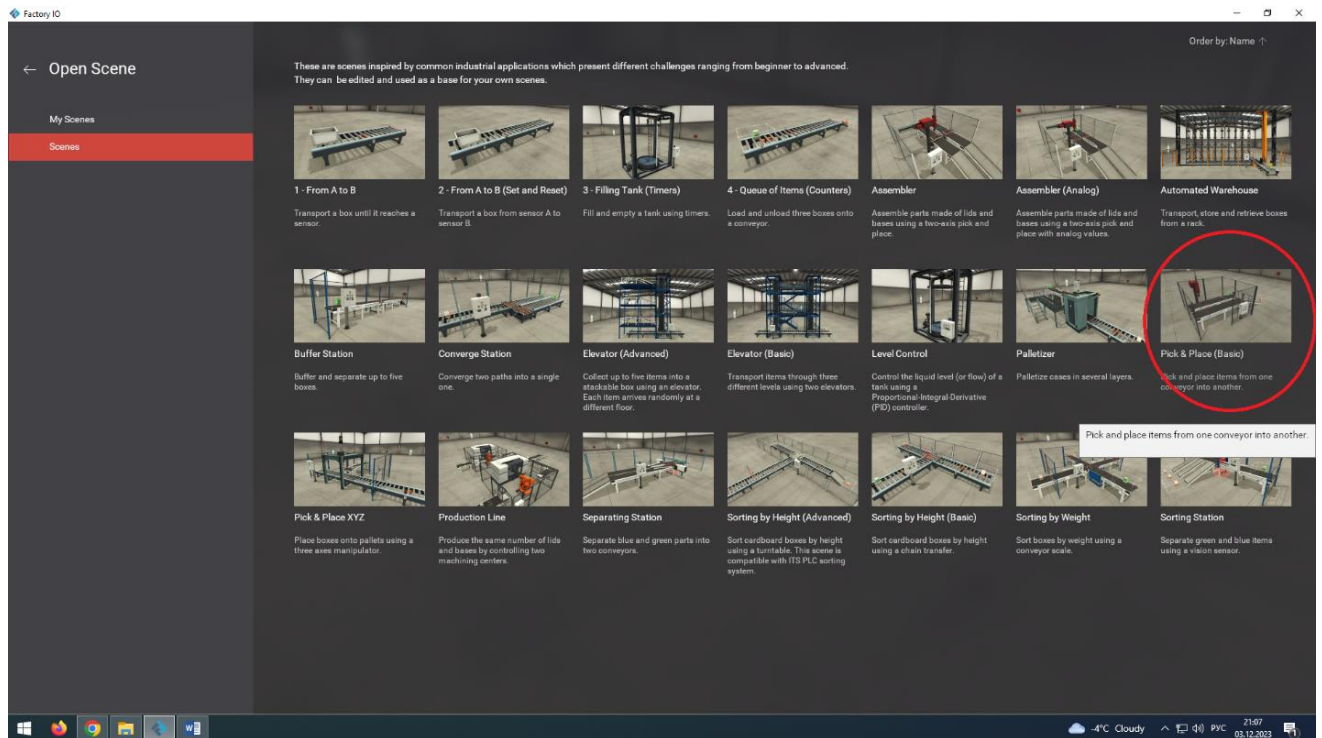 Factory IO
Order by: Name ↑
← Open Scene
These are scenes inspired by common industrial applications which present different challenges ranging from beginner to advanced.
They can be edited and used as a base for your own scenes.
My Scenes
Scenes
1 - From A to B
Transport a box until it reaches a
sensor.
2 - From A to B (Set and Reset)
Transport a box from sensor A to
sensor B.
3 - Filling Tank (Timers)
Fill and empty a tank using timers.
4 - Queue of Items (Counters)
Load and unload three boxes onto
a conveyor.
Assembler
Assemble parts made of lids and
bases using a two-axis pick and
place.
Assembler (Analog)
Assemble parts made of lids and
bases using a two-axis pick and
place with analog values.
Automated Warehouse
Transport, store and retrieve boxes
from a rack.
Buffer Station
Buffer and separate up to five
boxes.
Converge Station
Converge two paths into a single
one.
Elevator (Advanced)
Collect up to five items into a
stackable box using an elevator.
Each item arrives randomly at a
different floor.
Elevator (Basic)
Transport items through three
different levels using two elevators.
Level Control
Control the liquid level (or flow) of a
tank using a
Proportional-Integral-Derivative
(PID) controller.
Palletizer
Palletize cases in several layers.
Pick & Place (Basic)
Pick and place items from one
conveyor into another.
Pick and place items from one conveyor into another.
Pick & Place XYZ
Place boxes onto pallets using a
three axes manipulator.
Production Line
Produce the same number of lids
and bases by controlling two
machining centers.
Separating Station
Separate blue and green parts into
two conveyors.
Sorting by Height (Advanced)
Sort cardboard boxes by height
using a turntable. This scene is
compatible with ITS PLC sorting
system.
Sorting by Height (Basic)
Sort cardboard boxes by height
using a chain transfer.
Sorting by Weight
Sort boxes by weight using a
conveyor scale.
Sorting Station
Separate green and blue items
using a vision sensor.
-4°C Cloudy
РУС
21:07
03.12.2023